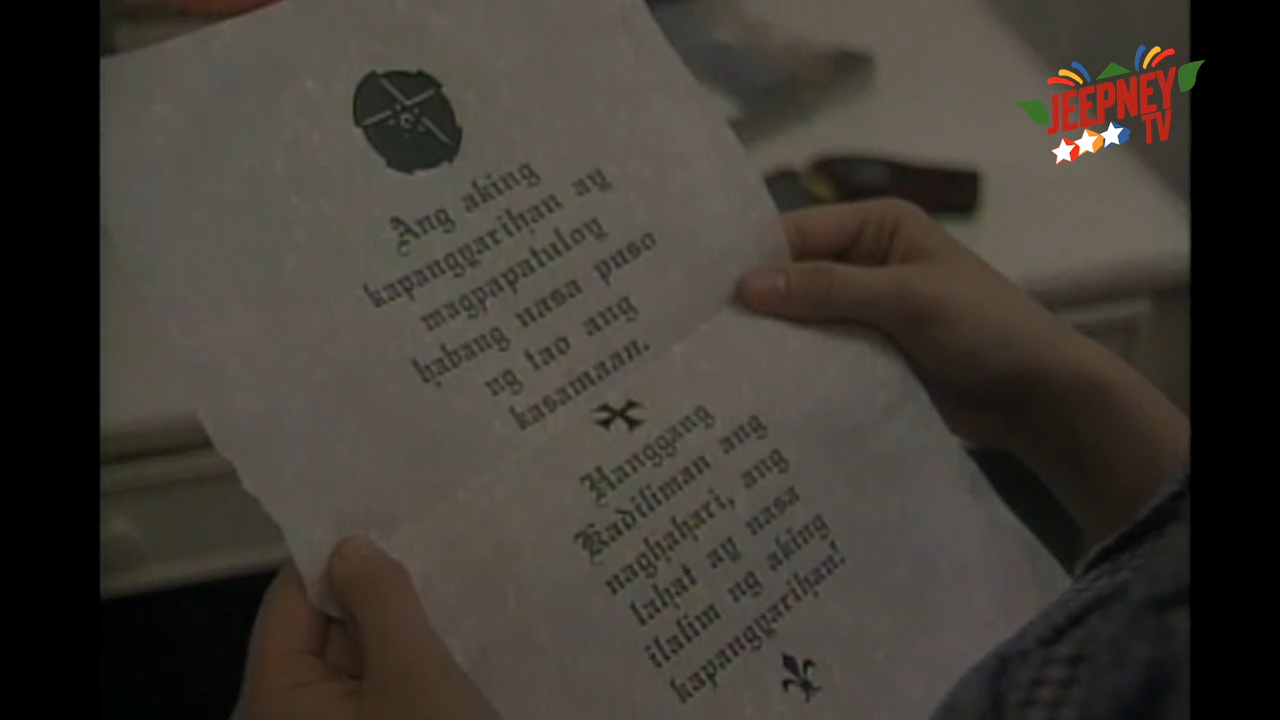 JEEPNEY
TV
Ang aking
kapangyarihan ay
magpapatuloy
habang nasa puso
ng tao ang
kasamaan.
Hanggang
Kadiliman ang
naghahari, ang
lahat ay nasa
ilalim ng aking
kapangyarihan!